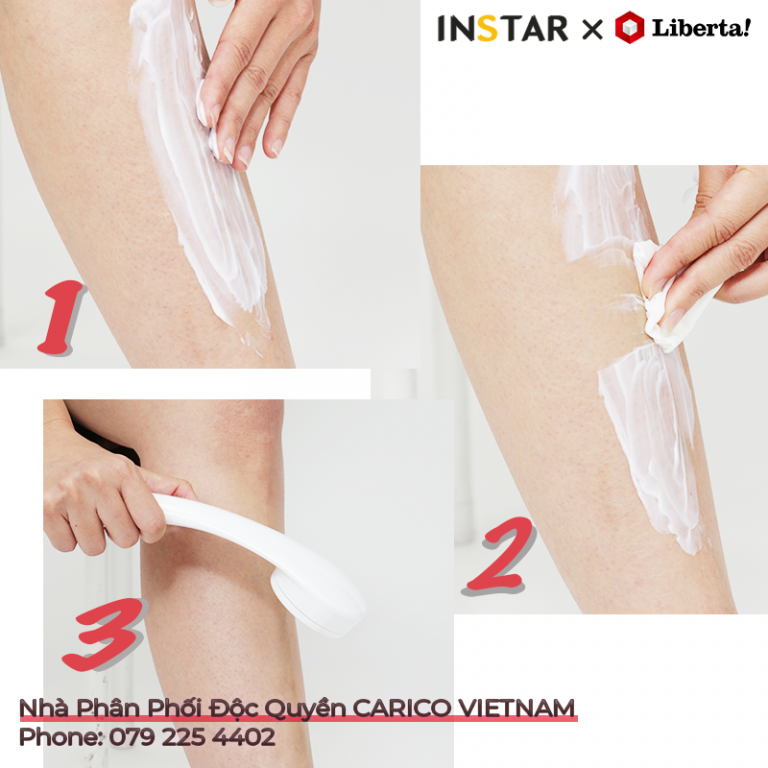 INSTAR × Liberta!
1
2
3
Nhà Phân Phối Độc Quyền CARICO VIETNAM
Phone: 079 225 4402